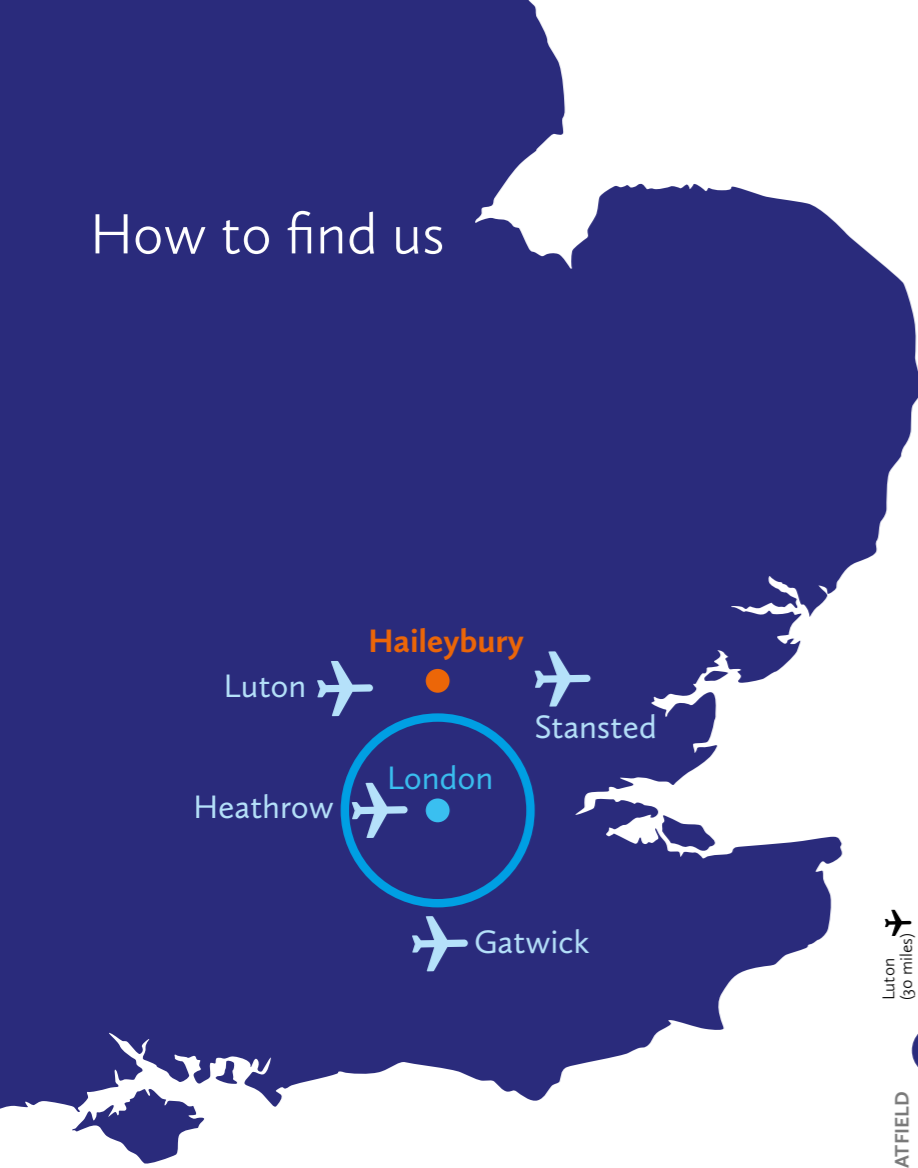 How to find us
Haileybury
Luton
Stansted
London
Heathrow
Gatwick
Luton
(30 miles)
ATFIELD